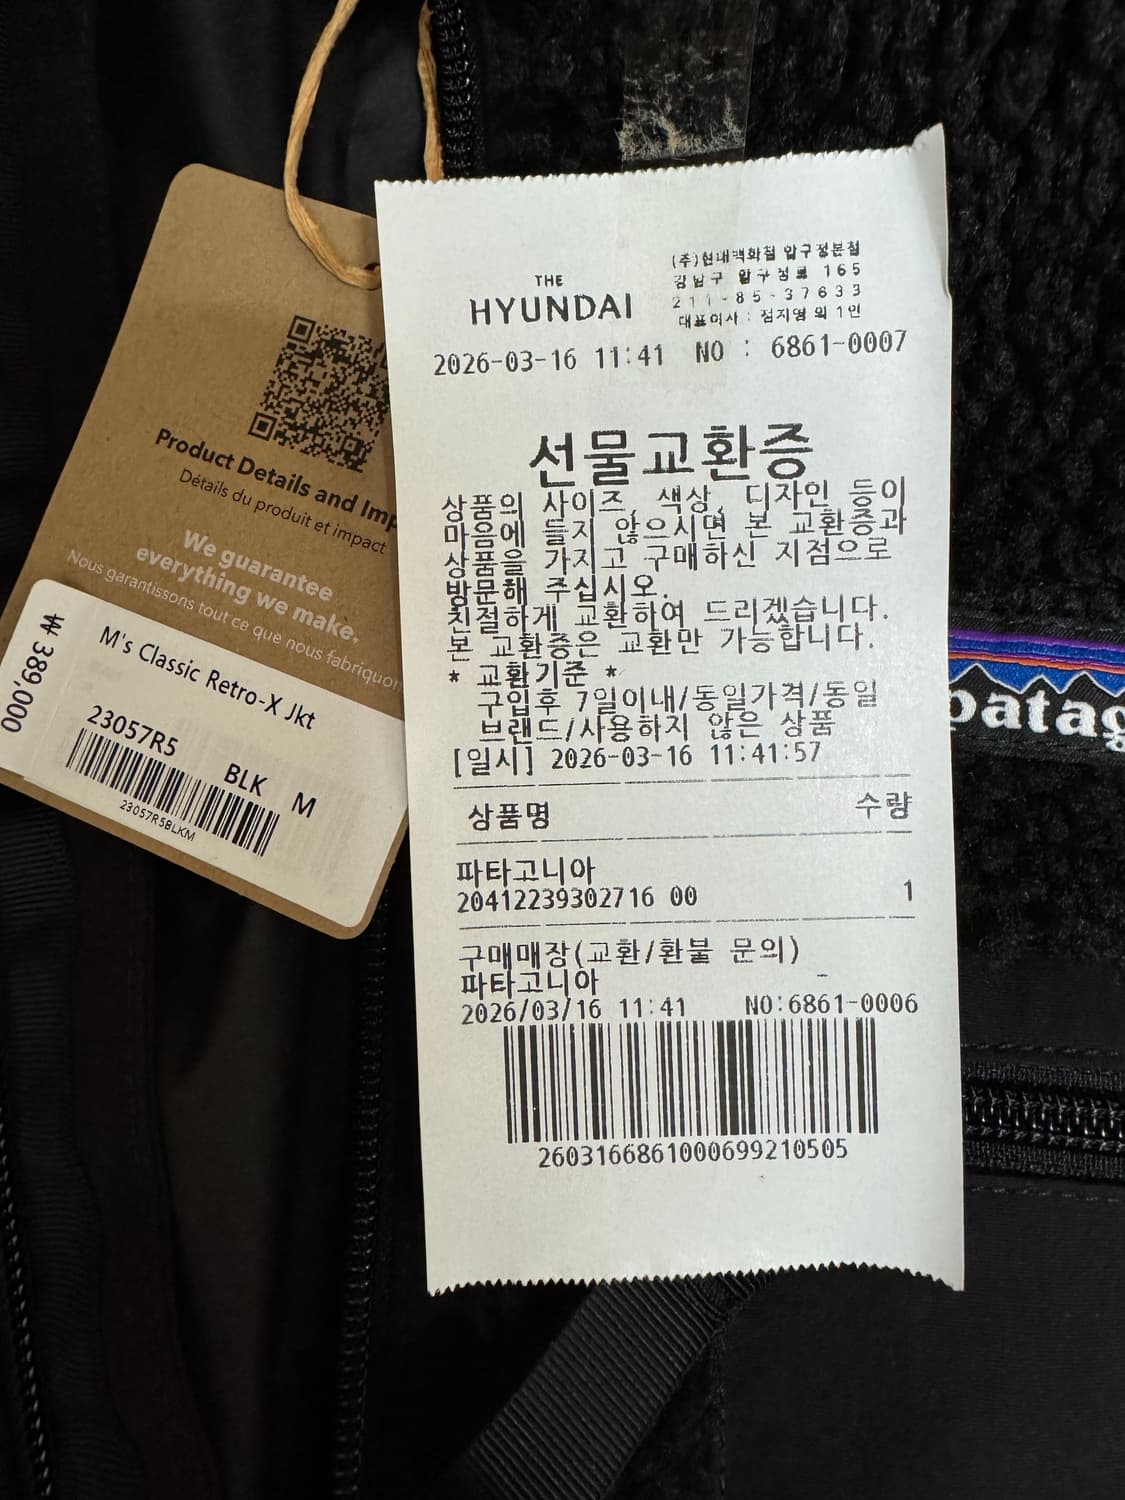 Product Details and Imp
Détails du produit et impact
We guarantee
everything we make.
Nous garantissons tout ce que nous fabriquon
₩ 389,000
M's Classic Retro-X Jkt
23057R5
BLK M
23057R5BLKM
THE
HYUNDAI
(주)현대백화점 압구정본점
강남구 압구정로 165
211-85-37633
대표이사 : 정지영 외 1인
2026-03-16 11:41 NO : 6861-0007
선물교환증
상품의 사이즈, 색상, 디자인 등이
마음에 들지 않으시면 본 교환증과
상품을 가지고 구매하신 지점으로
방문해 주십시오.
친절하게 교환하여 드리겠습니다.
본 교환증은 교환만 가능합니다.
* 교환기준 *
구입후 7일이내/동일가격/동일
브랜드/사용하지 않은 상품
[일시] 2026-03-16 11:41:57
상품명 수량
파타고니아
20412239302716 00 1
구매매장(교환/환불 문의)
파타고니아
2026/03/16 11:41 NO:6861-0006
2603166861000699210505
patag